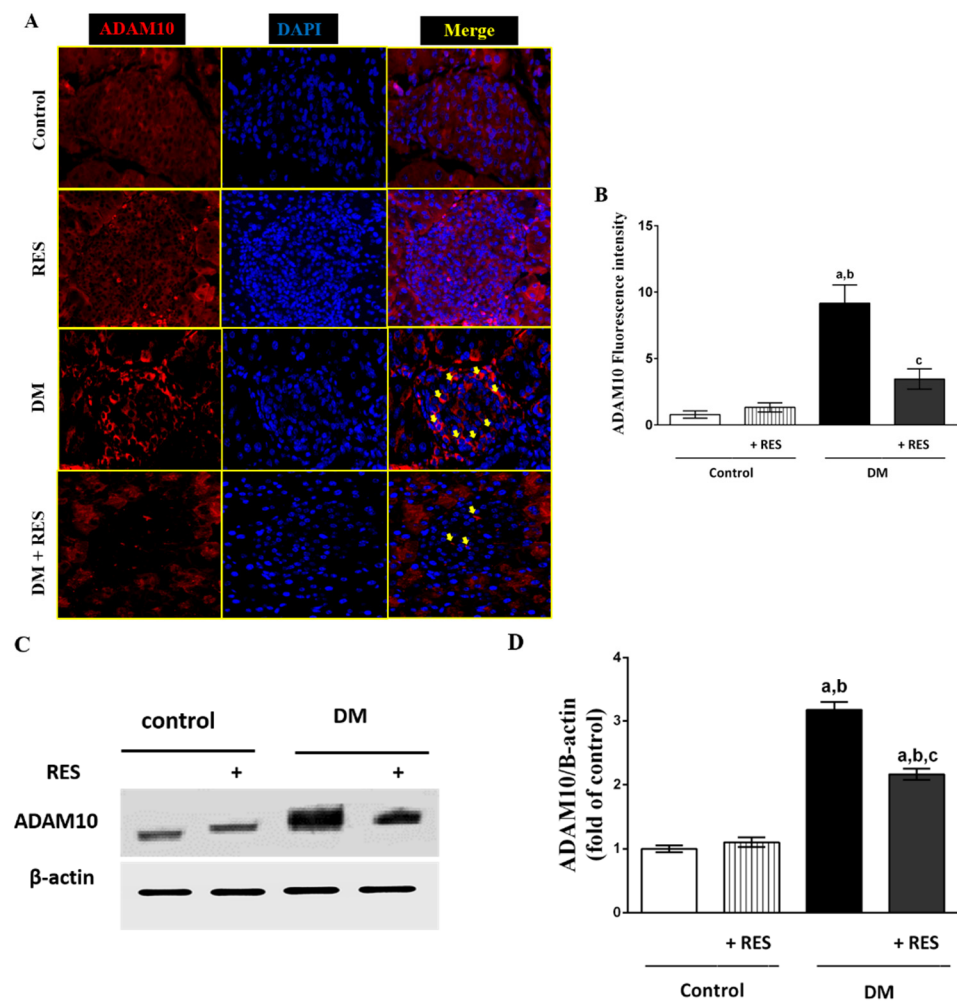 A
ADAM10 DAPI Merge
Control
RES
DM
DM + RES
B
ADAM10 Fluorescence intensity
15
10
5
0
a,b
c
+ RES + RES
Control DM
C
control DM
RES + +
ADAM10
β-actin
D
ADAM10/B-actin
(fold of control)
4
3
2
1
0
a,b
a,b,c
+ RES + RES
Control DM